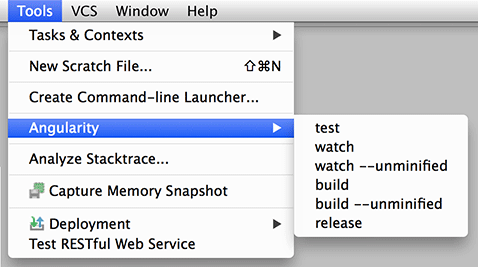 Tools VCS Window Help
Tasks & Contexts
New Scratch File... ⇧⌘N
Create Command-line Launcher...
Angularity
test
watch
watch --unminified
build
build --unminified
release
Analyze Stacktrace...
Capture Memory Snapshot
Deployment
Test RESTful Web Service